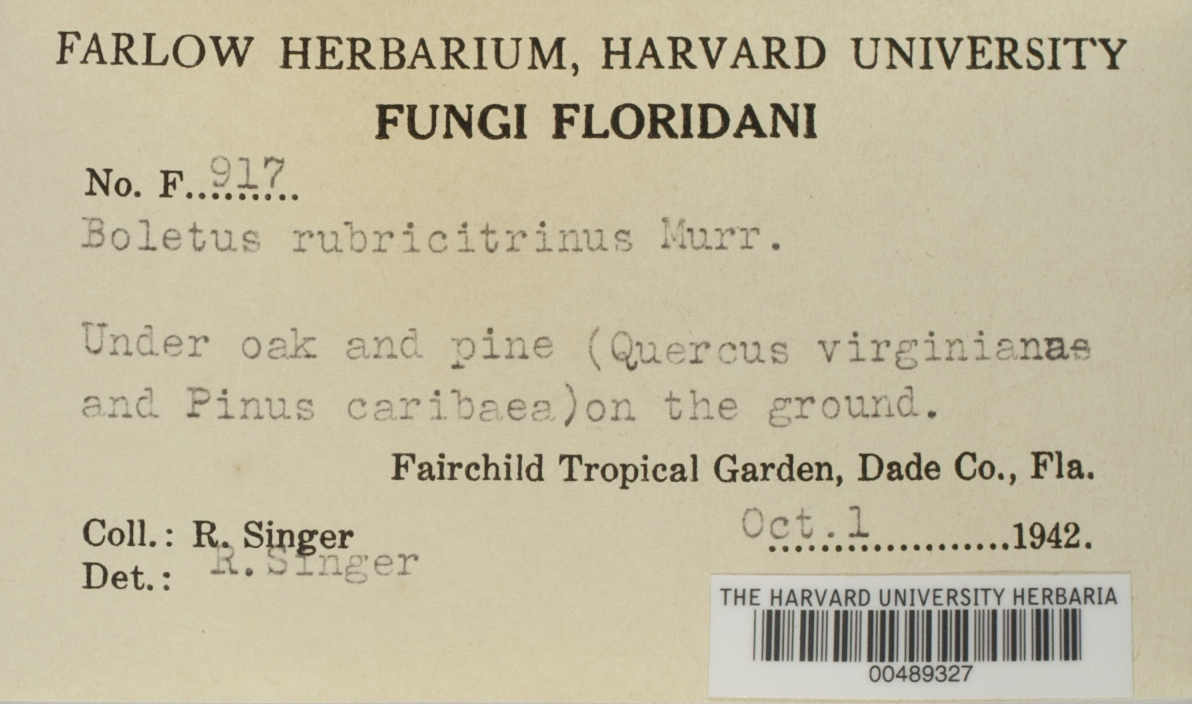 FARLOW HERBARIUM, HARVARD UNIVERSITY
FUNGI FLORIDANI
No. F. 917
Boletus rubricitrinus Murr.
Under oak and pine (Quercus virginianae
and Pinus caribaea)on the ground.
Fairchild Tropical Garden, Dade Co., Fla.
Coll.: R. Singer Oct.1 1942.
Det.: R.Singer
THE HARVARD UNIVERSITY HERBARIA
00489327